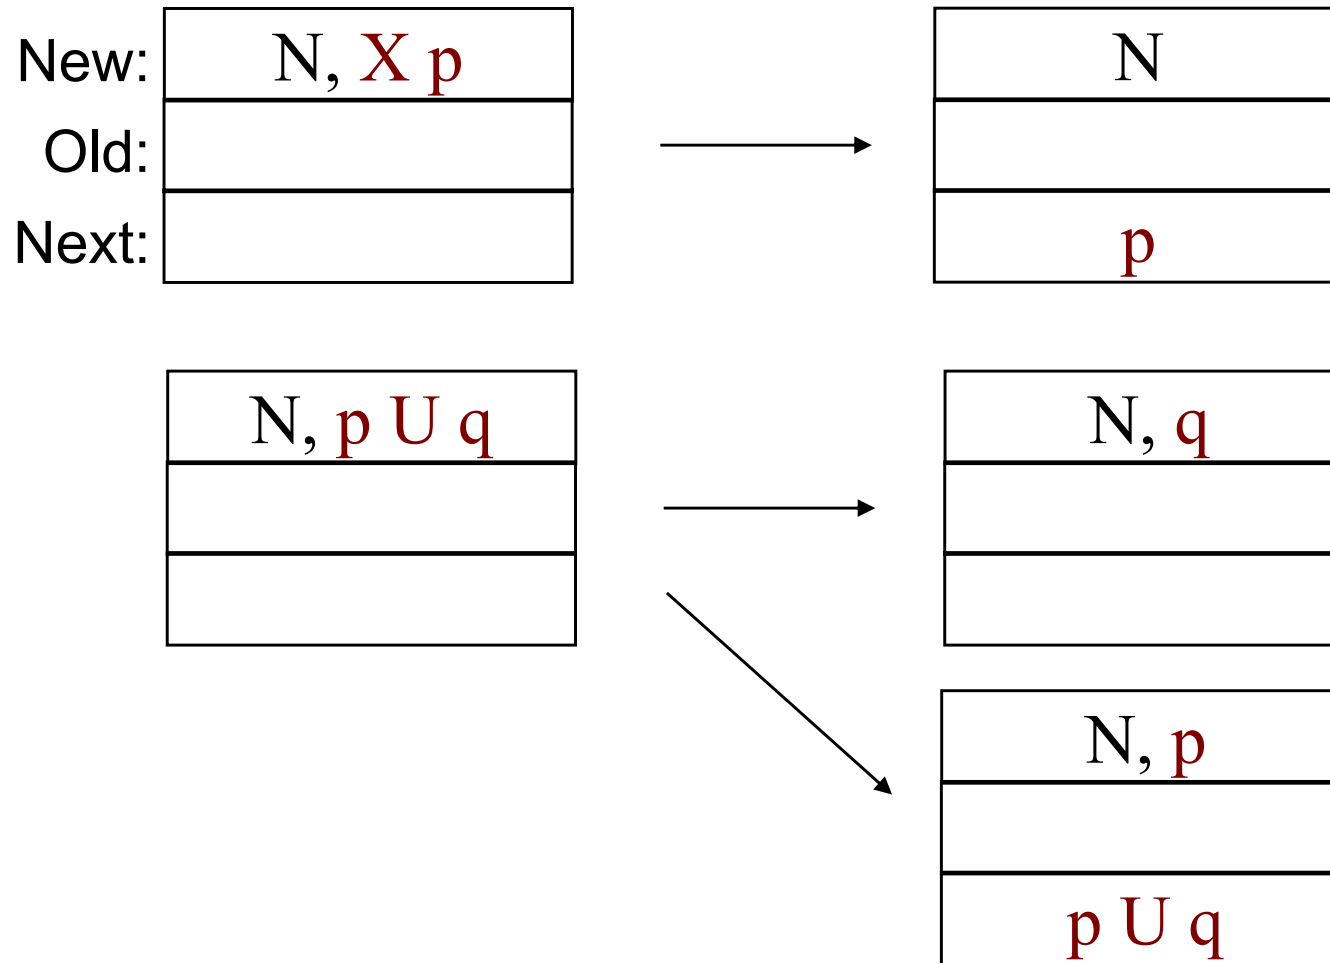 New: N, X p N
Old:
Next: p
N, p U q N, q
N, p
p U q